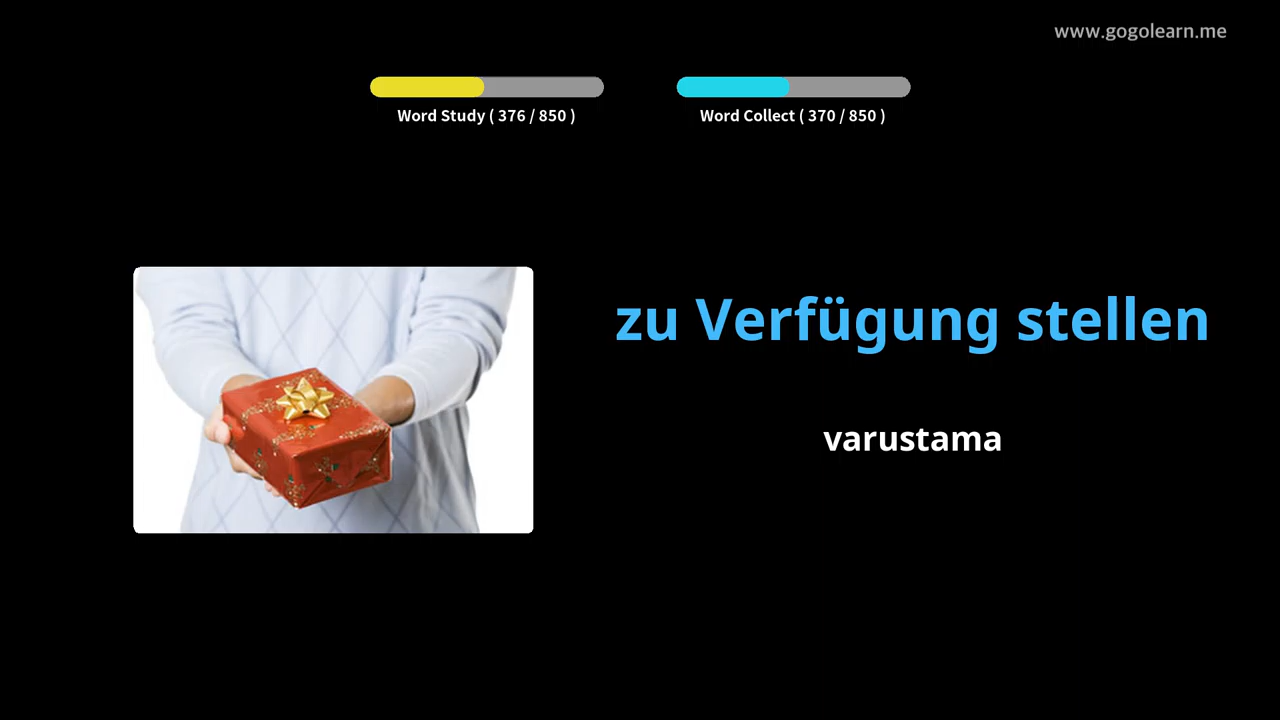 www.gogolearn.me
Word Study ( 376 / 850 )
Word Collect ( 370 / 850 )
zu Verfügung stellen
varustama